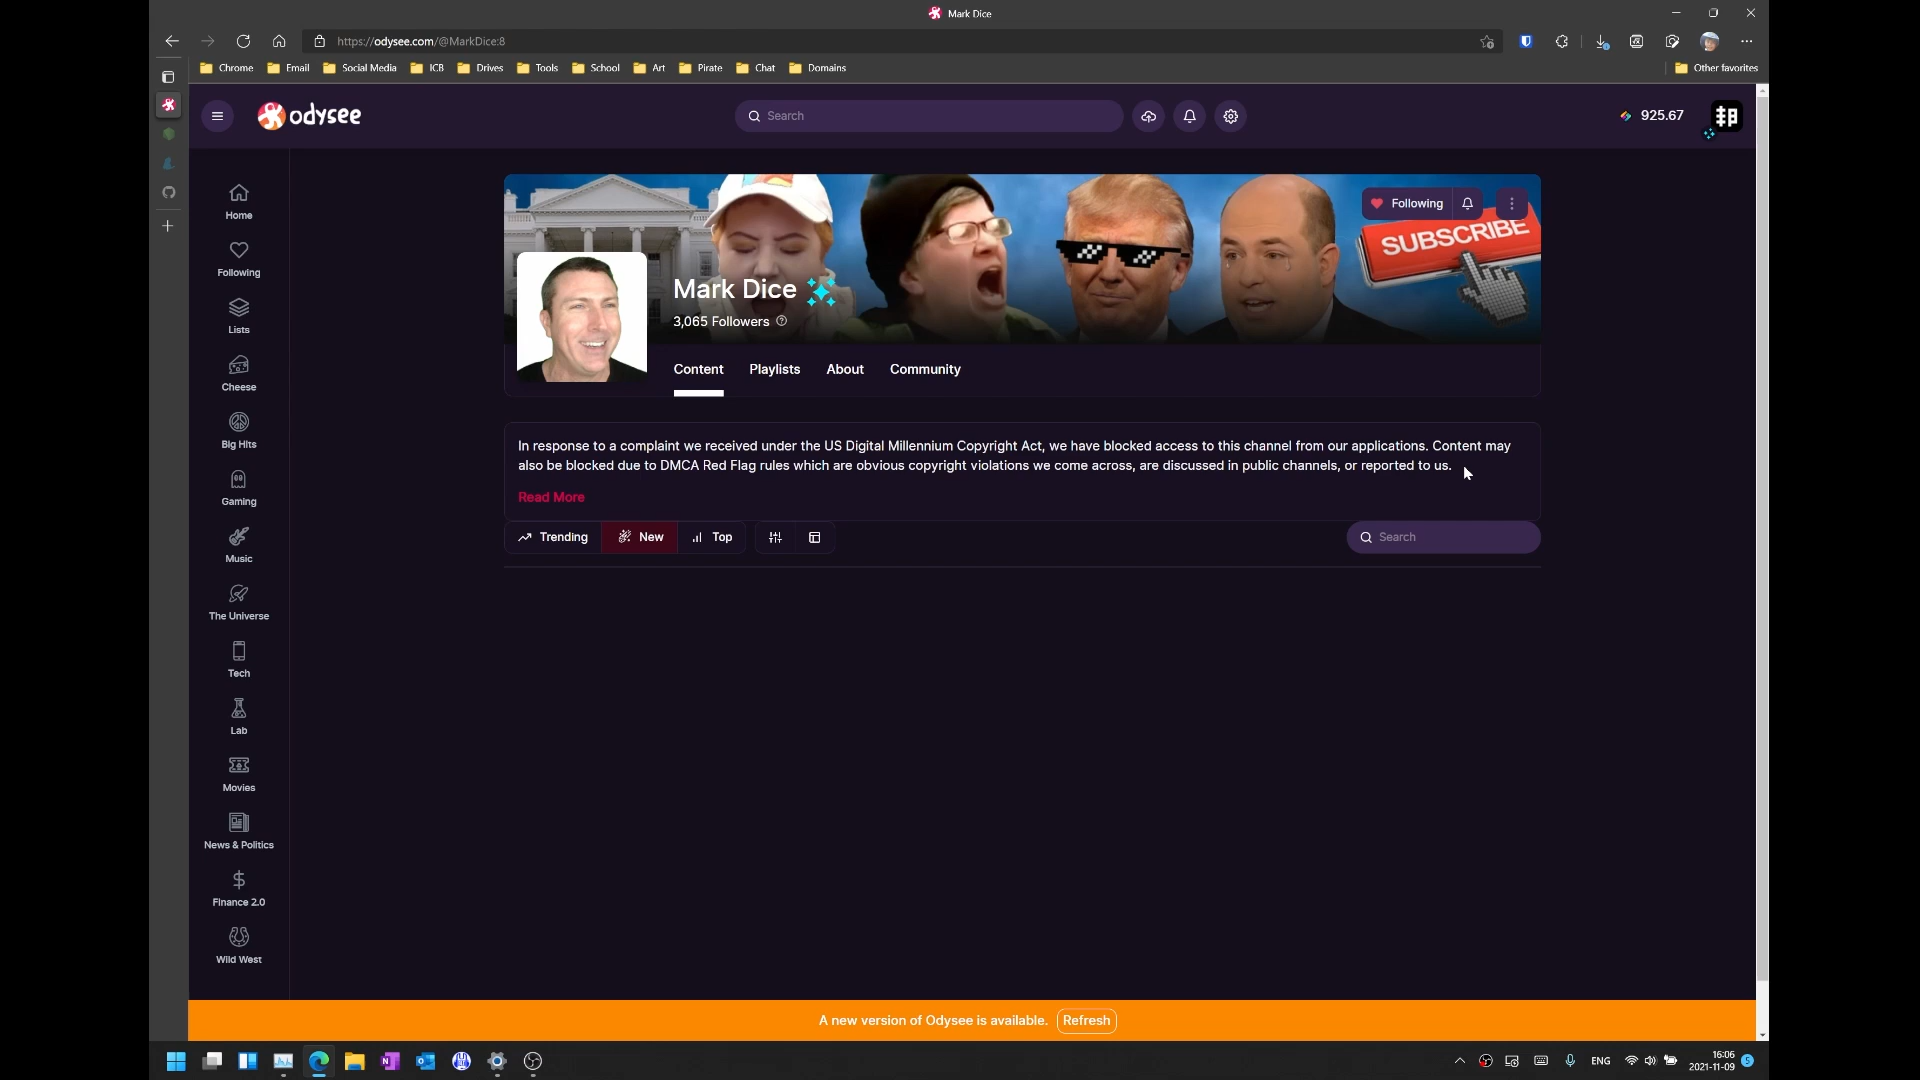 Mark Dice
https://odysee.com/@MarkDice:8
Chrome
Email
Social Media
ICB
Drives
Tools
School
Art
Pirate
Chat
Domains
Other favorites
odysee
Search
925.67
Home
Following
Lists
Cheese
Big Hits
Gaming
Music
The Universe
Tech
Lab
Movies
News & Politics
Finance 2.0
Wild West
Following
SUBSCRIBE
Mark Dice
3,065 Followers
Content
Playlists
About
Community
In response to a complaint we received under the US Digital Millennium Copyright Act, we have blocked access to this channel from our applications. Content may
also be blocked due to DMCA Red Flag rules which are obvious copyright violations we come across, are discussed in public channels, or reported to us.
Read More
Trending
New
Top
Search
A new version of Odysee is available.
Refresh
ENG
16:06
2021-11-09
5